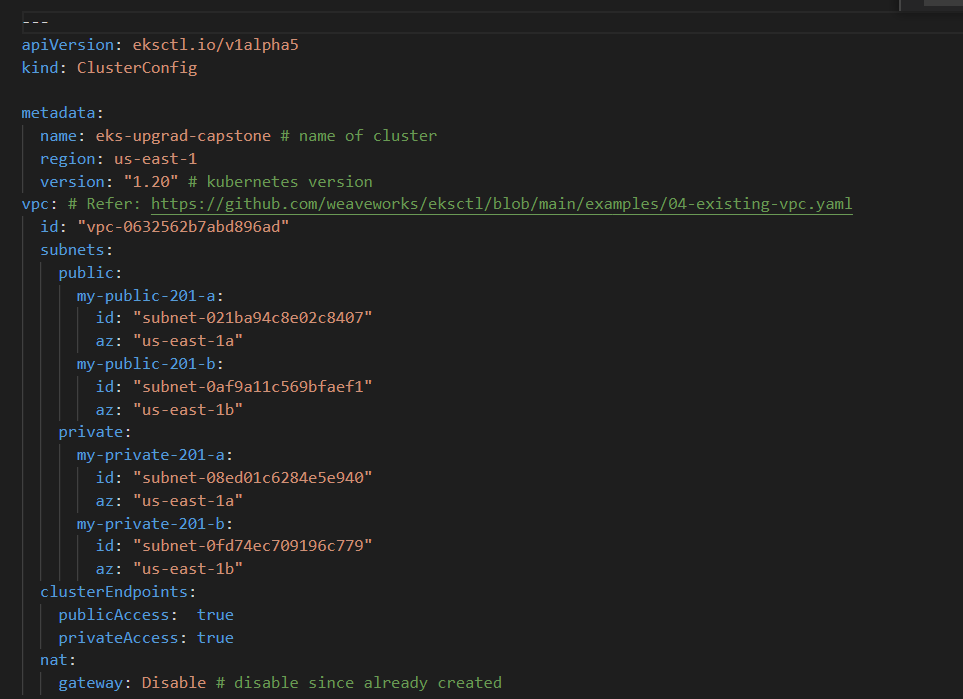 ---
apiVersion: eksctl.io/v1alpha5
kind: ClusterConfig

metadata:
  name: eks-upgrad-capstone # name of cluster
  region: us-east-1
  version: "1.20" # kubernetes version
vpc: # Refer: https://github.com/weaveworks/eksctl/blob/main/examples/04-existing-vpc.yaml
  id: "vpc-0632562b7abd896ad"
  subnets:
    public:
      my-public-201-a:
        id: "subnet-021ba94c8e02c8407"
        az: "us-east-1a"
      my-public-201-b:
        id: "subnet-0af9a11c569bfaef1"
        az: "us-east-1b"
    private:
      my-private-201-a:
        id: "subnet-08ed01c6284e5e940"
        az: "us-east-1a"
      my-private-201-b:
        id: "subnet-0fd74ec709196c779"
        az: "us-east-1b"
  clusterEndpoints:
    publicAccess:  true
    privateAccess: true
  nat:
    gateway: Disable # disable since already created